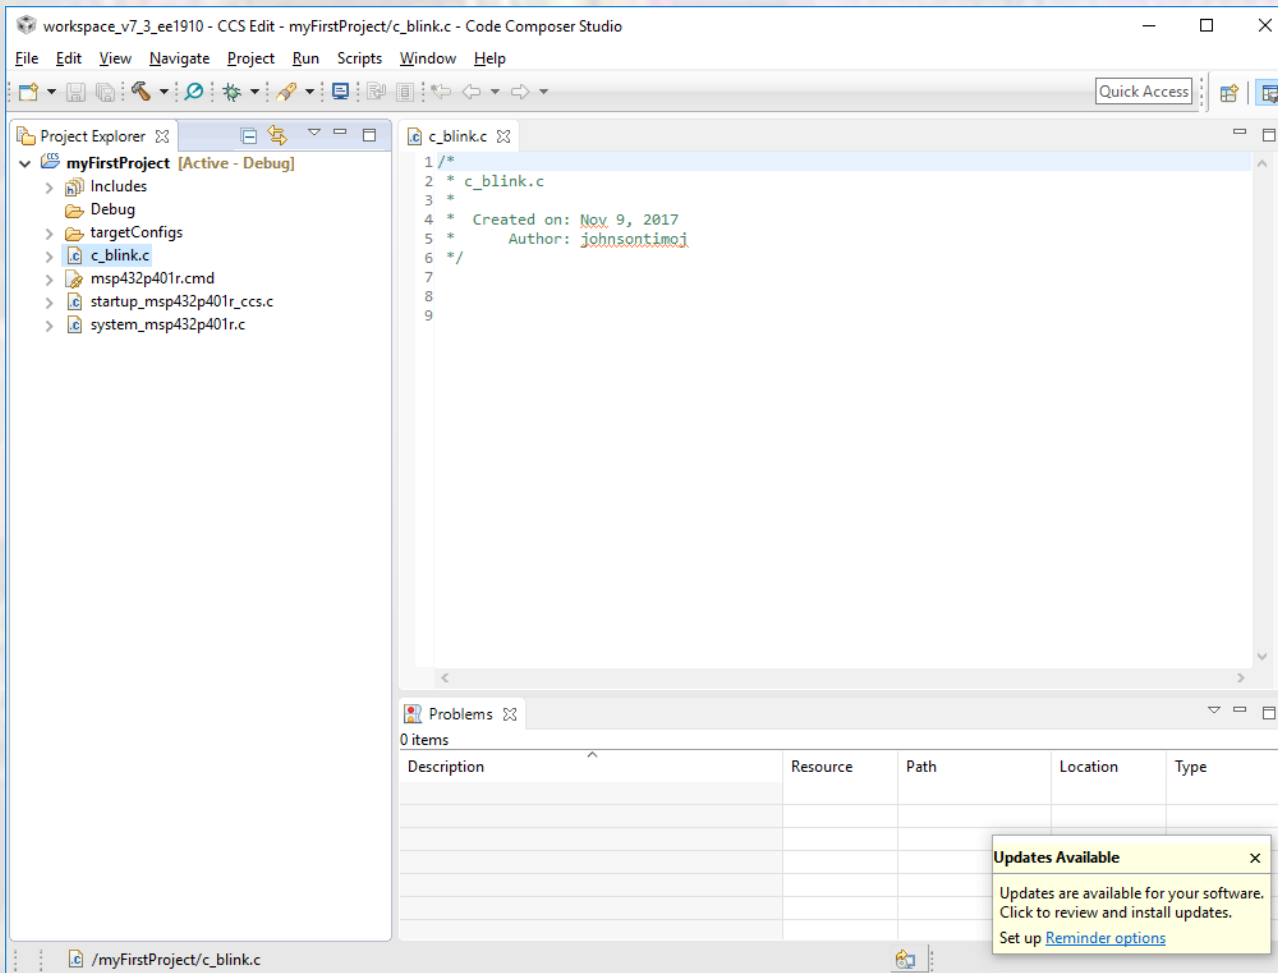 workspace_v7_3_ee1910 - CCS Edit - myFirstProject/c_blink.c - Code Composer Studio
File Edit View Navigate Project Run Scripts Window Help
Quick Access
Project Explorer
myFirstProject [Active - Debug]
Includes
Debug
targetConfigs
c_blink.c
msp432p401r.cmd
startup_msp432p401r_ccs.c
system_msp432p401r.c
c_blink.c
1 /*
2 * c_blink.c
3 *
4 * Created on: Nov 9, 2017
5 * Author: johnsontimoj
6 */
7
8
9
Problems
0 items
Description Resource Path Location Type
Updates Available
Updates are available for your software.
Click to review and install updates.
Set up Reminder options
/myFirstProject/c_blink.c